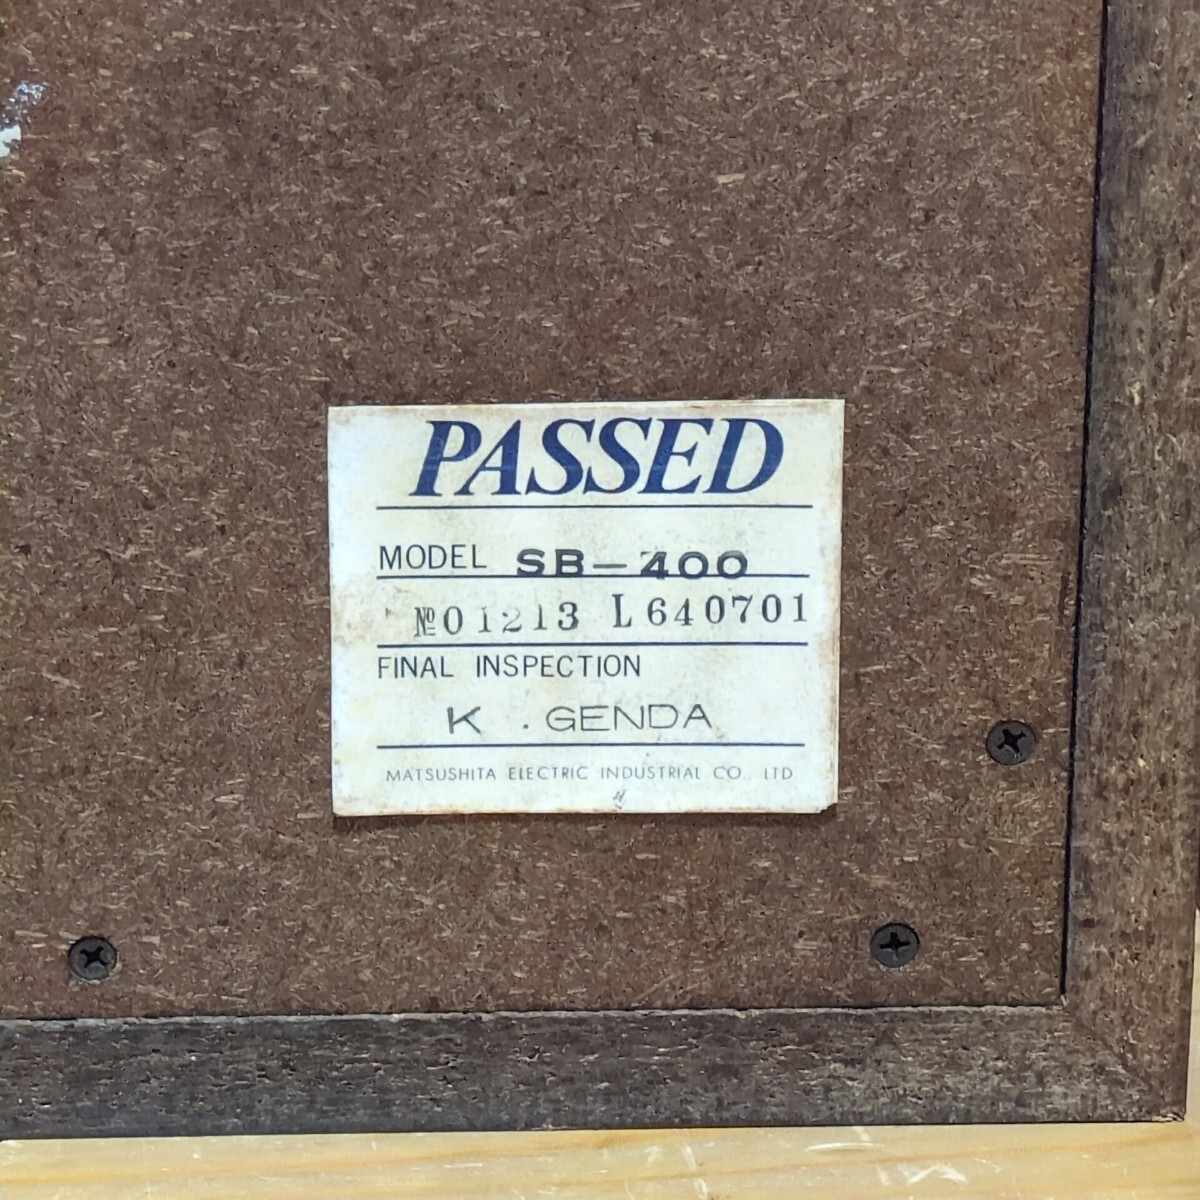 PASSED
MODEL SB-400
№01213 L640701
FINAL INSPECTION
K . GENDA
MATSUSHITA ELECTRIC INDUSTRIAL CO., LTD.